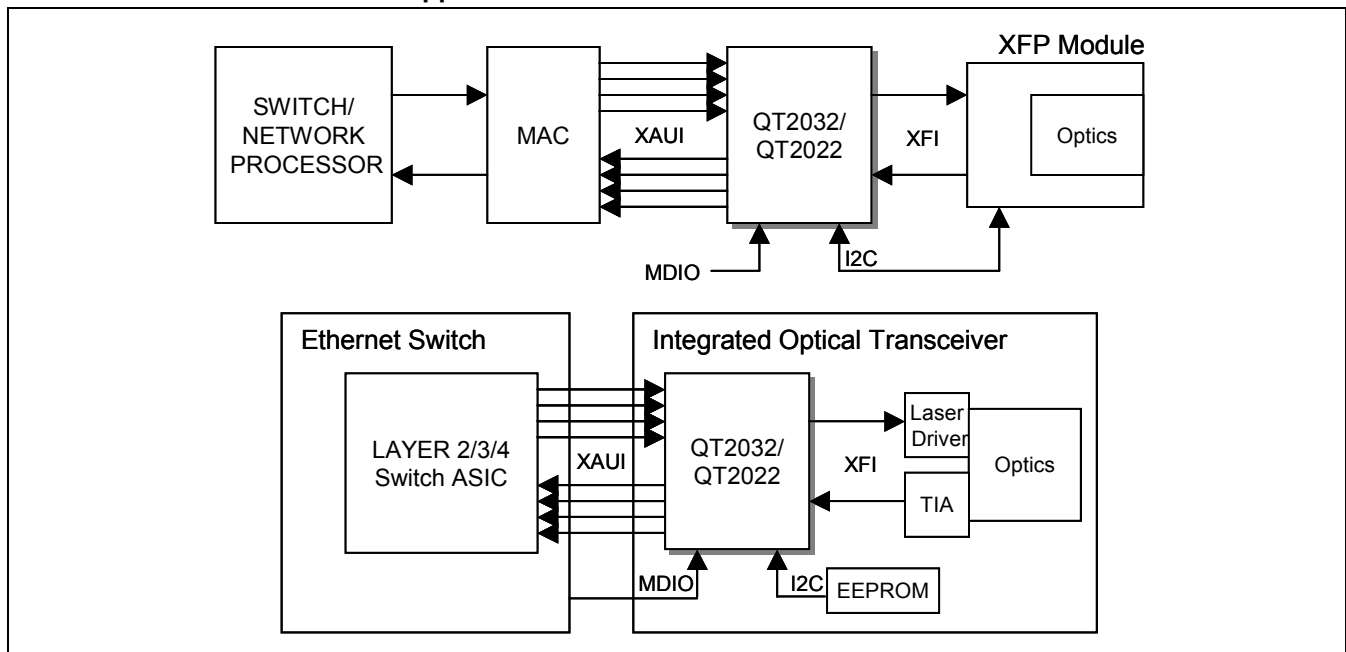 XFP Module
SWITCH/
NETWORK
PROCESSOR
MAC
XAUI
QT2032/
QT2022
XFI
Optics
MDIO
I2C
Ethernet Switch
Integrated Optical Transceiver
LAYER 2/3/4
Switch ASIC
XAUI
QT2032/
QT2022
XFI
Laser
Driver
TIA
Optics
MDIO
I2C
EEPROM